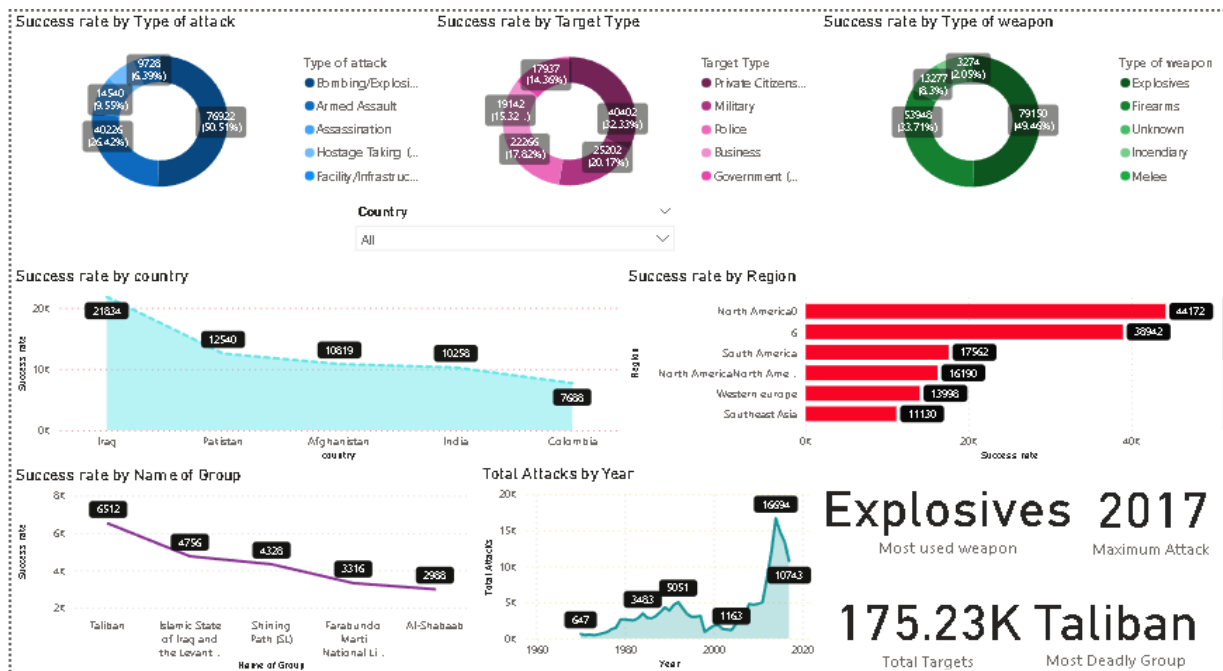 Success rate by Type of attack
9728
(6.39%)
14540
(9.55%)
40226
(26.42%)
76922
(50.51%)
Type of attack
Bombing/Explosi...
Armed Assault
Assassination
Hostage Taking (...
Facility/Infrastruc...
Success rate by Target Type
17937
(14.36%)
19142
(15.32 .)
22266
(17.82%)
40402
(32.33%)
25202
(20.17%)
Target Type
Private Citizens...
Military
Police
Business
Government (...
Success rate by Type of weapon
3274
(2.05%)
13277
(8.3%)
53948
(33.71%)
79150
(49.46%)
Type of weapon
Explosives
Firearms
Unknown
Incendiary
Melee
Country
All
Success rate by country
Success rate
20K
10K
0K
21834
12540
10819
10258
7688
Iraq
Pakistan
Afghanistan
India
Colombia
country
Success rate by Region
Region
North America0
6
South America
North AmericaNorth Ame...
Western europe
Southeast Asia
44172
38942
17562
16190
13998
11130
0K
20K
40K
Success rate
Success rate by Name of Group
Success rate
8K
6K
4K
2K
6512
4756
4328
3316
2988
Taliban
Islamic State
of Iraq and
the Levant ...
Shining
Path (SL)
Farabundo
Marti
National Li...
Al-Shabaab
Name of Group
Total Attacks by Year
Total Attacks
20K
15K
10K
5K
0K
647
3483
5051
1163
16694
10743
1960
1980
2000
2020
Year
Explosives
Most used weapon
2017
Maximum Attack
175.23K
Total Targets
Taliban
Most Deadly Group